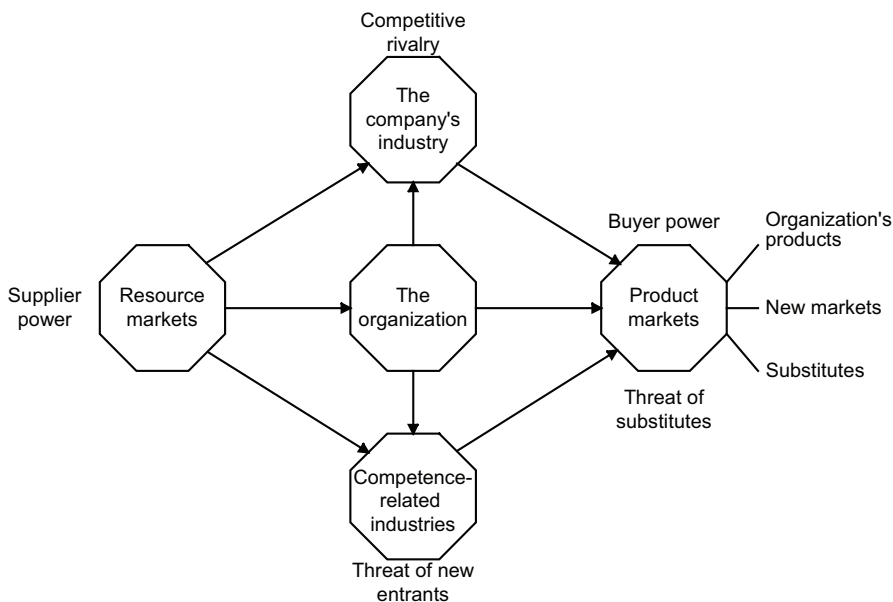 Competitive
rivalry
The
company's
industry
Buyer power
Organization's
products
Supplier
power
Resource
markets
The
organization
Product
markets
New markets
Substitutes
Threat of
substitutes
Competence-
related
industries
Threat of new
entrants